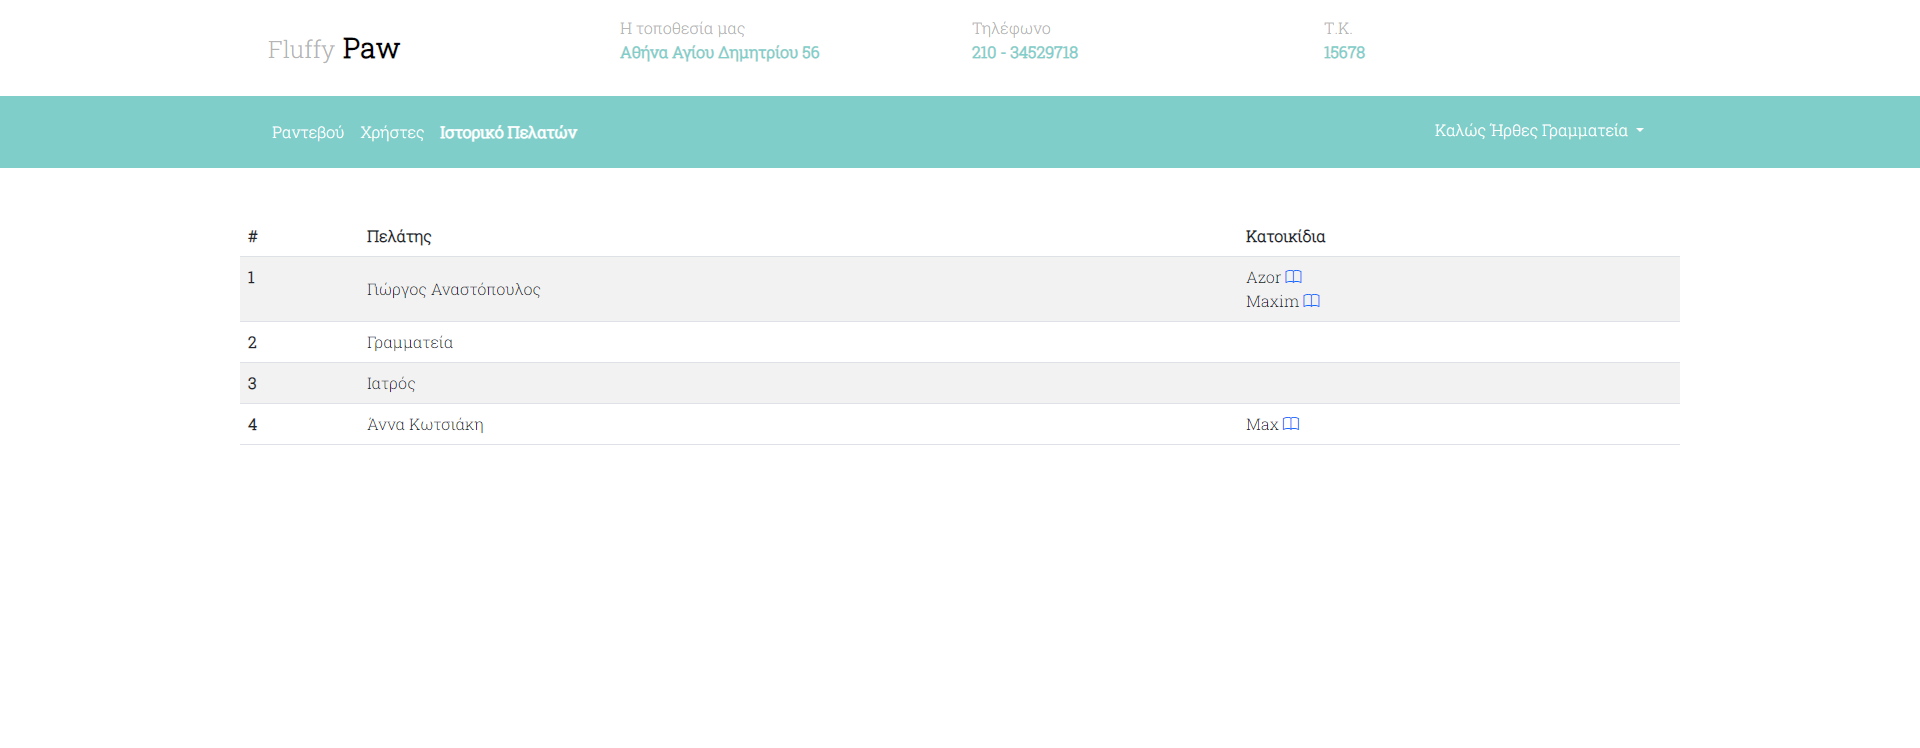 Fluffy Paw
Η τοποθεσία μας
Αθήνα Αγίου Δημητρίου 56
Τηλέφωνο
210 - 34529718
Τ.Κ.
15678
Ραντεβού Χρήστες Ιστορικό Πελατών
Καλώς Ήρθες Γραμματεία
# Πελάτης Κατοικίδια
1 Γιώργος Αναστόπουλος Azor
Maxim
2 Γραμματεία
3 Ιατρός
4 Άννα Κωτσιάκη Max